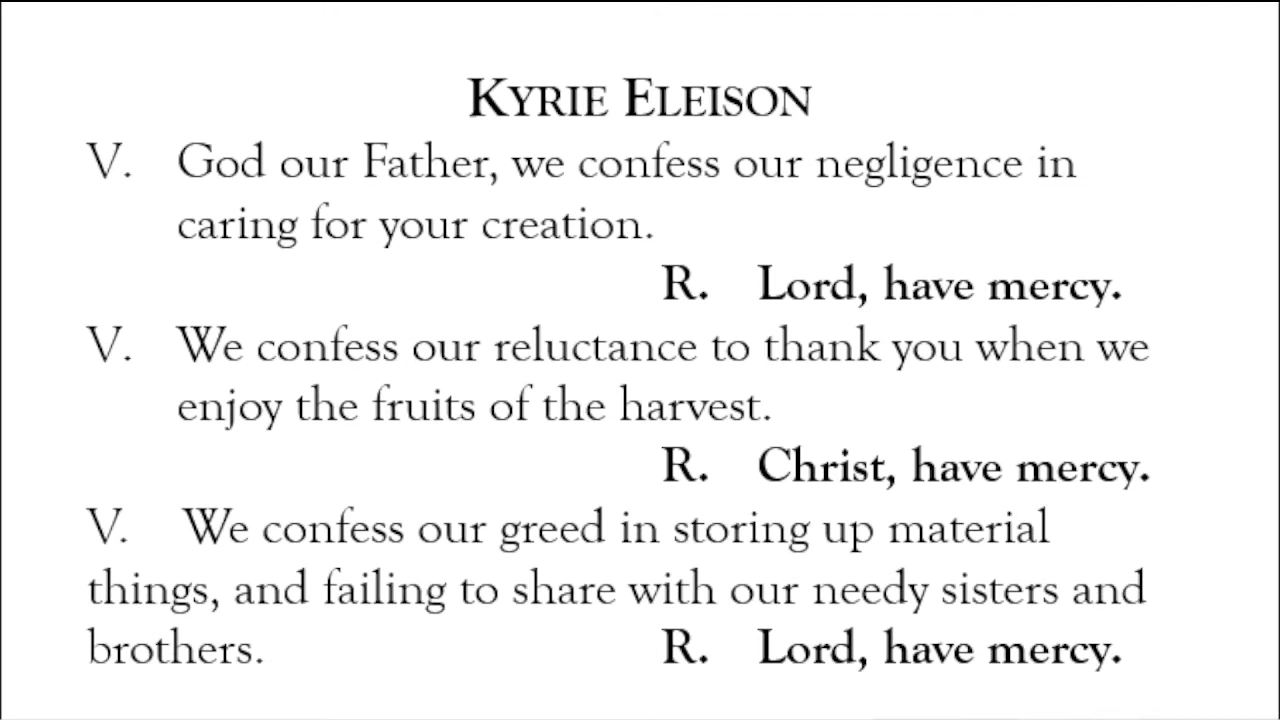 KYRIE ELEISON
V. God our Father, we confess our negligence in
caring for your creation.
R. Lord, have mercy.
V. We confess our reluctance to thank you when we
enjoy the fruits of the harvest.
R. Christ, have mercy.
V. We confess our greed in storing up material
things, and failing to share with our needy sisters and
brothers. R. Lord, have mercy.